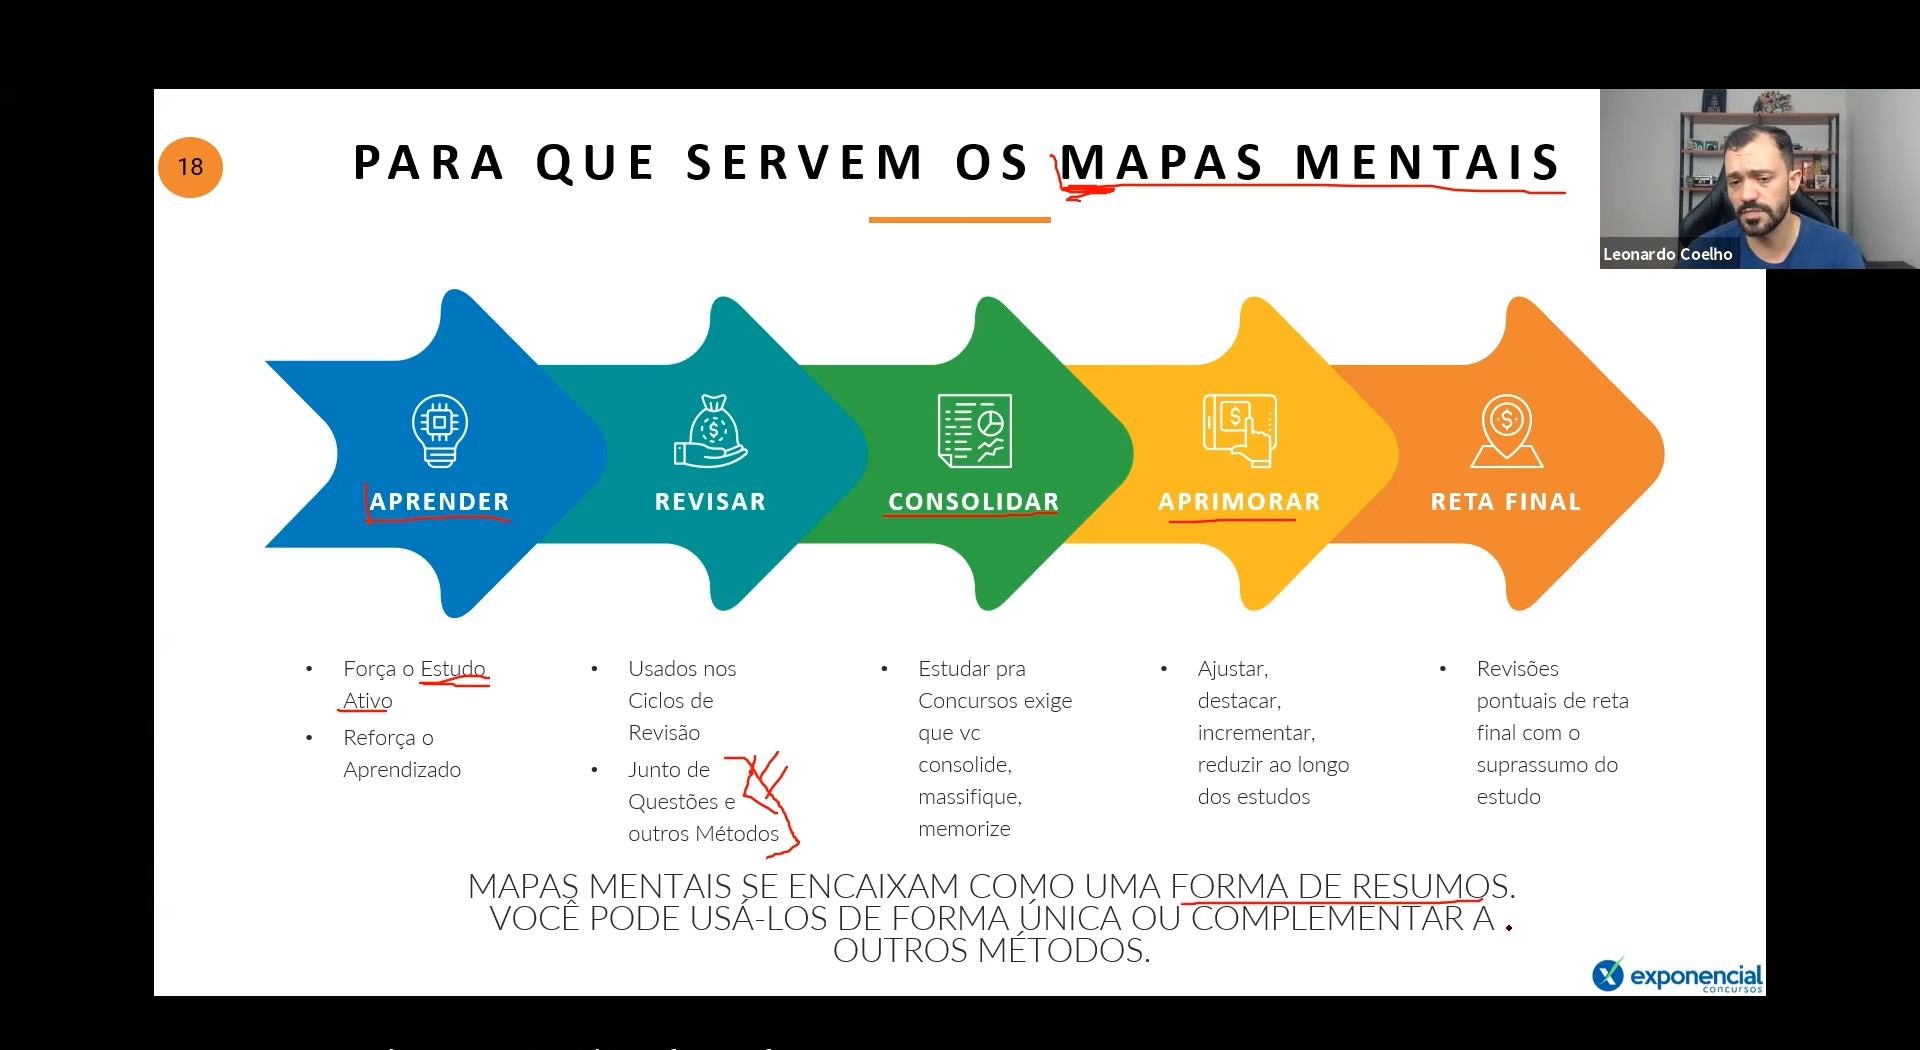 18
PARA QUE SERVEM OS MAPAS MENTAIS
Leonardo Coelho
APRENDER
REVISAR
CONSOLIDAR
APRIMORAR
RETA FINAL
• Força o Estudo
Ativo
• Reforça o
Aprendizado
• Usados nos
Ciclos de
Revisão
• Junto de
Questões e
outros Métodos
• Estudar pra
Concursos exige
que vc
consolide,
massifique,
memorize
• Ajustar,
destacar,
incrementar,
reduzir ao longo
dos estudos
• Revisões
pontuais de reta
final com o
suprassumo do
estudo
MAPAS MENTAIS SE ENCAIXAM COMO UMA FORMA DE RESUMOS.
VOCÊ PODE USÁ-LOS DE FORMA ÚNICA OU COMPLEMENTAR A
OUTROS MÉTODOS.
exponencial
concursos